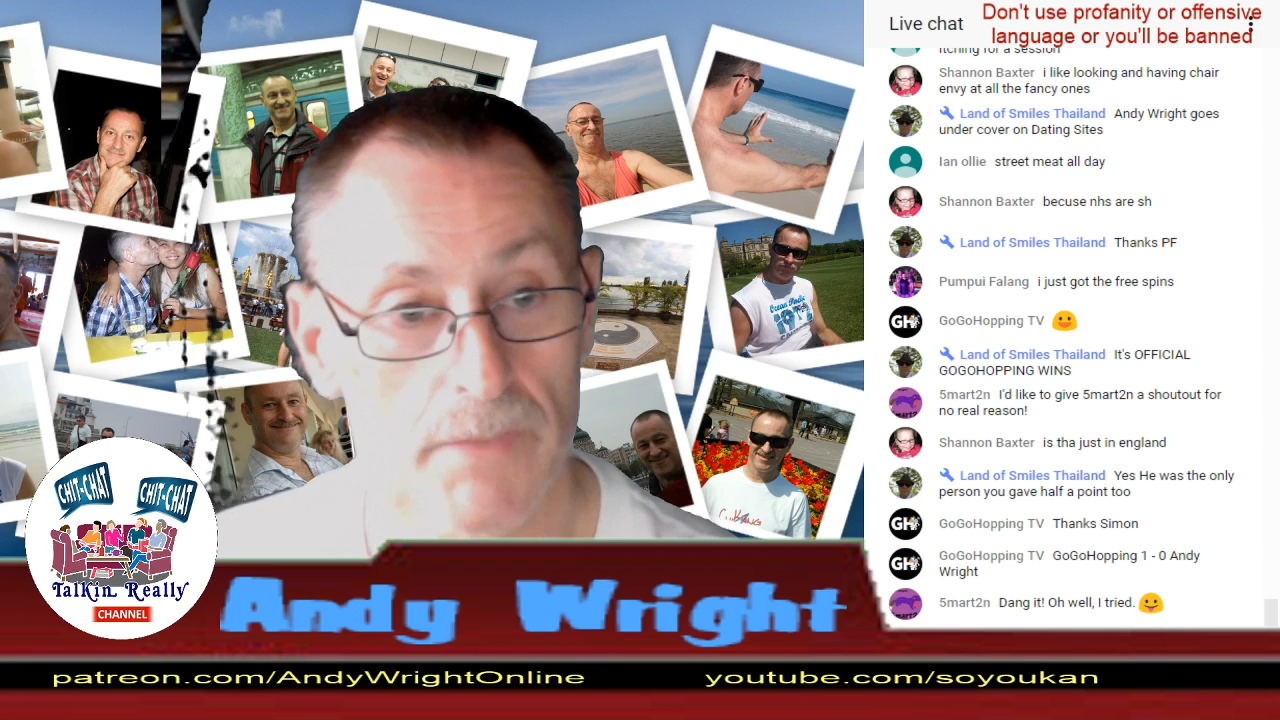 Live chat
Don't use profanity or offensive
language or you'll be banned
itching for a session
Shannon Baxter i like looking and having chair
envy at all the fancy ones
Land of Smiles Thailand Andy Wright goes
under cover on Dating Sites
Ian ollie street meat all day
Shannon Baxter becuse nhs are sh
Land of Smiles Thailand Thanks PF
Pumpui Falang i just got the free spins
GoGoHopping TV 😀
Land of Smiles Thailand It's OFFICIAL
GOGOHOPPING WINS
5mart2n I'd like to give 5mart2n a shoutout for
no real reason!
Shannon Baxter is tha just in england
Land of Smiles Thailand Yes He was the only
person you gave half a point too
GoGoHopping TV Thanks Simon
GoGoHopping TV GoGoHopping 1 - 0 Andy
Wright
5mart2n Dang it! Oh well, I tried. 😛
CHIT-CHAT
CHIT-CHAT
Talkin Really
CHANNEL
Andy Wright
patreon.com/AndyWrightOnline youtube.com/soyoukan